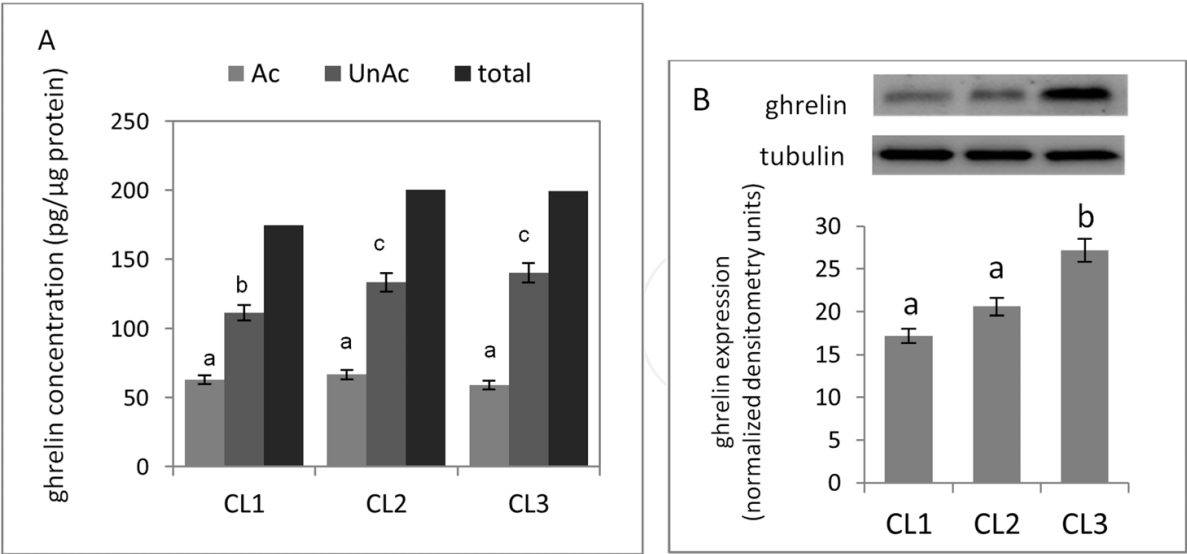 A
Ac UnAc total
ghrelin concentration (pg/µg protein)
250
200
150
100
50
0
a b
a c
a c
CL1 CL2 CL3
B
ghrelin
tubulin
ghrelin expression
(normalized densitometry units)
30
25
20
15
10
5
0
a a b
CL1 CL2 CL3